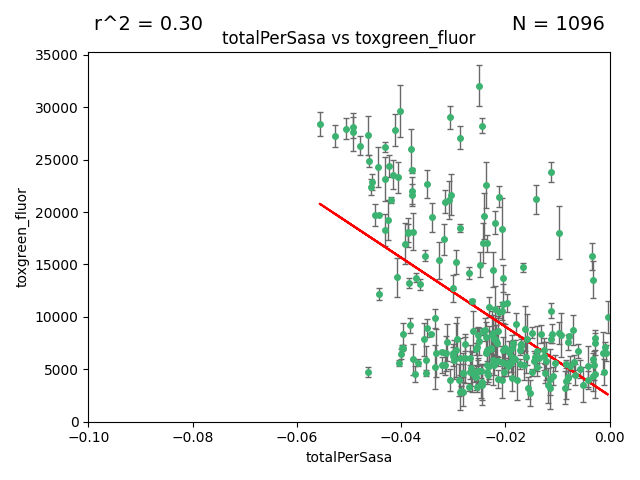 r^2 = 0.30
N = 1096
totalPerSasa vs toxgreen_fluor
35000
30000
25000
20000
15000
10000
5000
0
toxgreen_fluor
−0.10
−0.08
−0.06
−0.04
−0.02
0.00
totalPerSasa